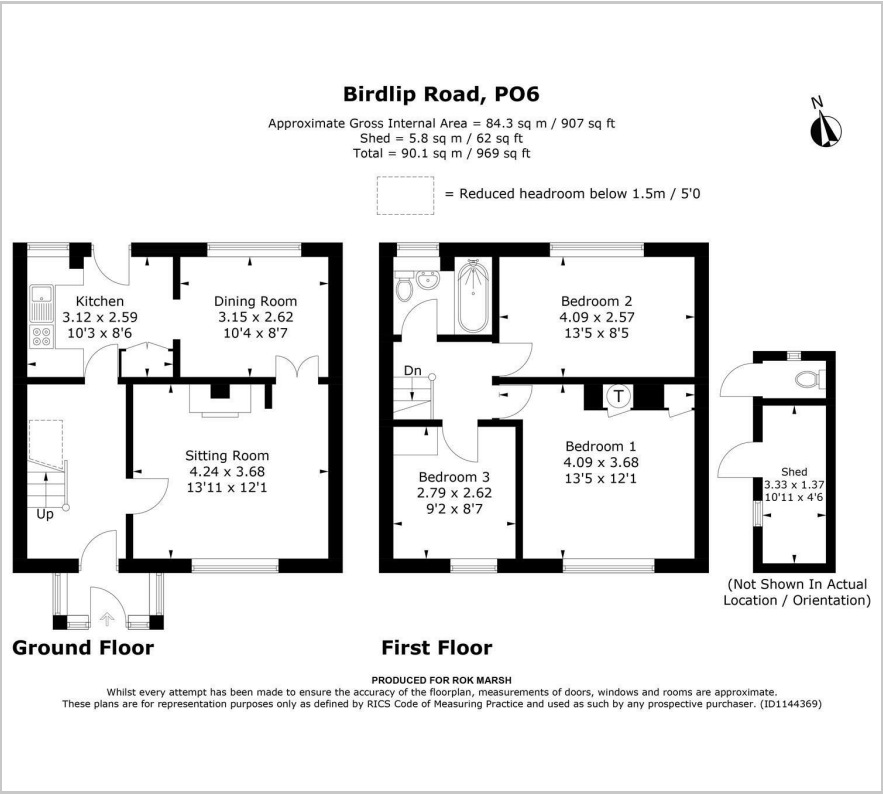 Birdlip Road, PO6
Approximate Gross Internal Area = 84.3 sq m / 907 sq ft
Shed = 5.8 sq m / 62 sq ft
Total = 90.1 sq m / 969 sq ft
N
= Reduced headroom below 1.5m / 5'0
Kitchen
3.12 x 2.59
10'3 x 8'6
Dining Room
3.15 x 2.62
10'4 x 8'7
Sitting Room
4.24 x 3.68
13'11 x 12'1
Up
Ground Floor
Bedroom 2
4.09 x 2.57
13'5 x 8'5
Dn
T
Bedroom 1
4.09 x 3.68
13'5 x 12'1
Bedroom 3
2.79 x 2.62
9'2 x 8'7
First Floor
Shed
3.33 x 1.37
10'11 x 4'6
(Not Shown In Actual
Location / Orientation)
PRODUCED FOR ROK MARSH
Whilst every attempt has been made to ensure the accuracy of the floorplan, measurements of doors, windows and rooms are approximate.
These plans are for representation purposes only as defined by RICS Code of Measuring Practice and used as such by any prospective purchaser. (ID1144369)